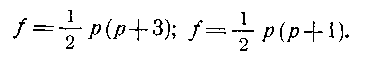 f = 1/2 p(p+3); f = 1/2 p(p+1).